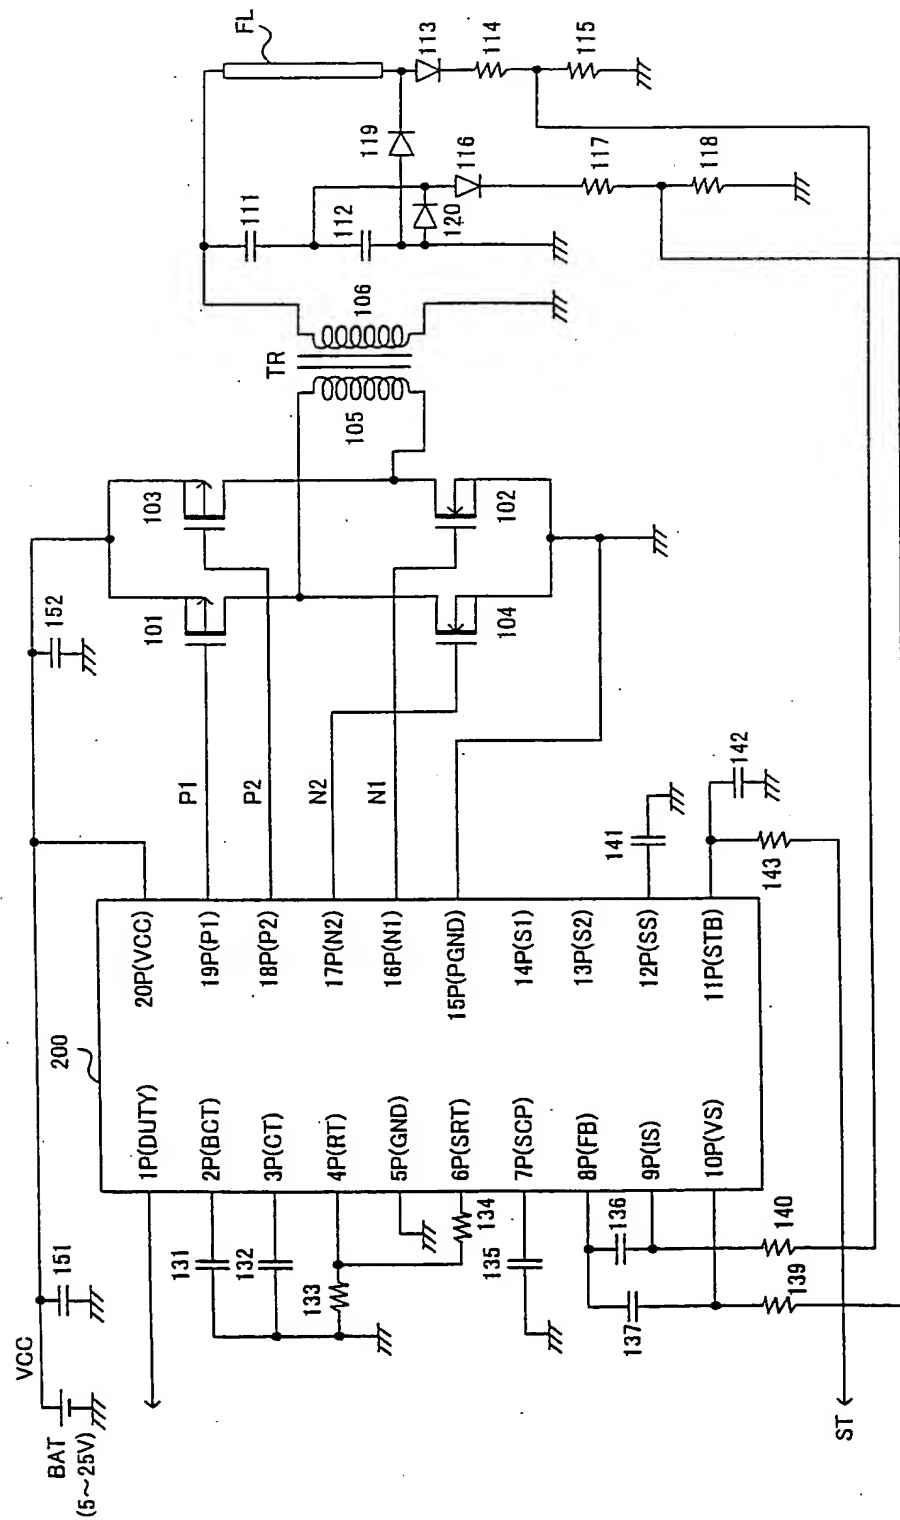 FL
113
114
115
119
116
117
118
111
112
120
106
TR
105
103
102
152
101
104
P1
P2
N2
N1
142
141
143
200
20P(VCC)
19P(P1)
18P(P2)
17P(N2)
16P(N1)
15P(PGND)
14P(S1)
13P(S2)
12P(SS)
11P(STB)
1P(DUTY)
2P(BCT)
3P(CT)
4P(RT)
5P(GND)
6P(SRT)
7P(SCP)
8P(FB)
9P(IS)
10P(VS)
151
131
132
133
134
135
136
137
140
139
VCC
BAT
(5~25V)
ST